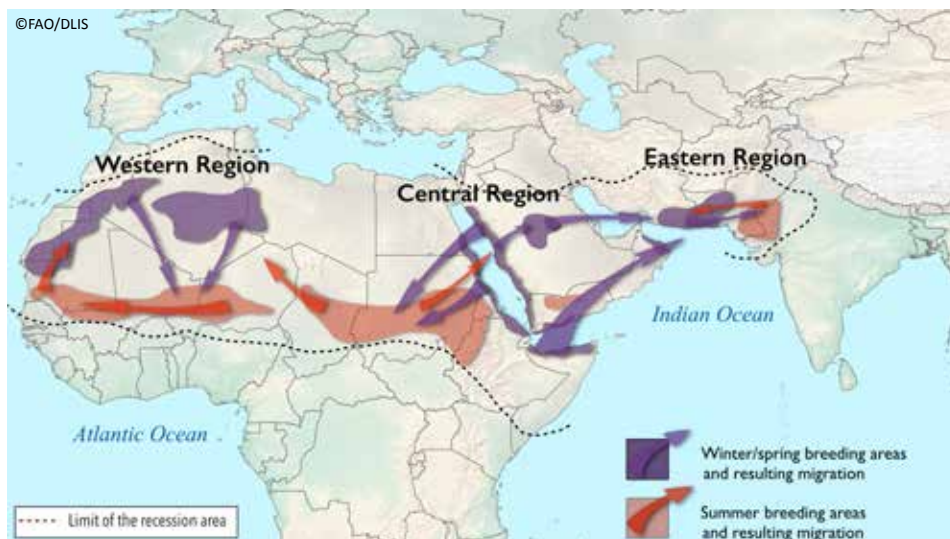 ©FAO/DLIS
Western Region
Central Region
Eastern Region
Indian Ocean
Atlantic Ocean
Winter/spring breeding areas
and resulting migration
Summer breeding areas
and resulting migration
Limit of the recession area